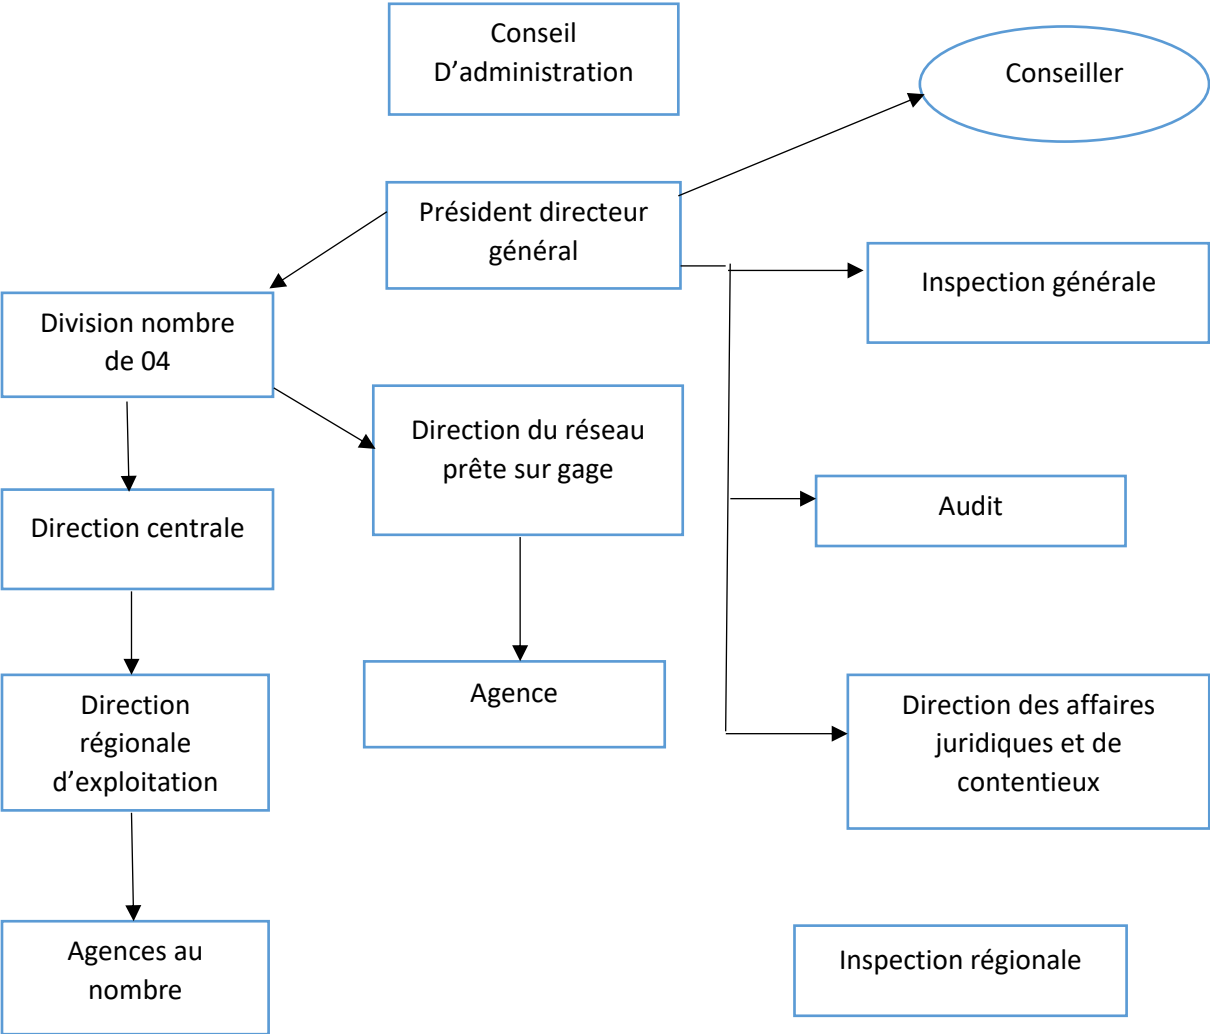 Conseil
D’administration
Conseiller
Président directeur
général
Inspection générale
Division nombre
de 04
Direction du réseau
prête sur gage
Direction centrale
Audit
Direction
régionale
d’exploitation
Agence
Direction des affaires
juridiques et de
contentieux
Agences au
nombre
Inspection régionale